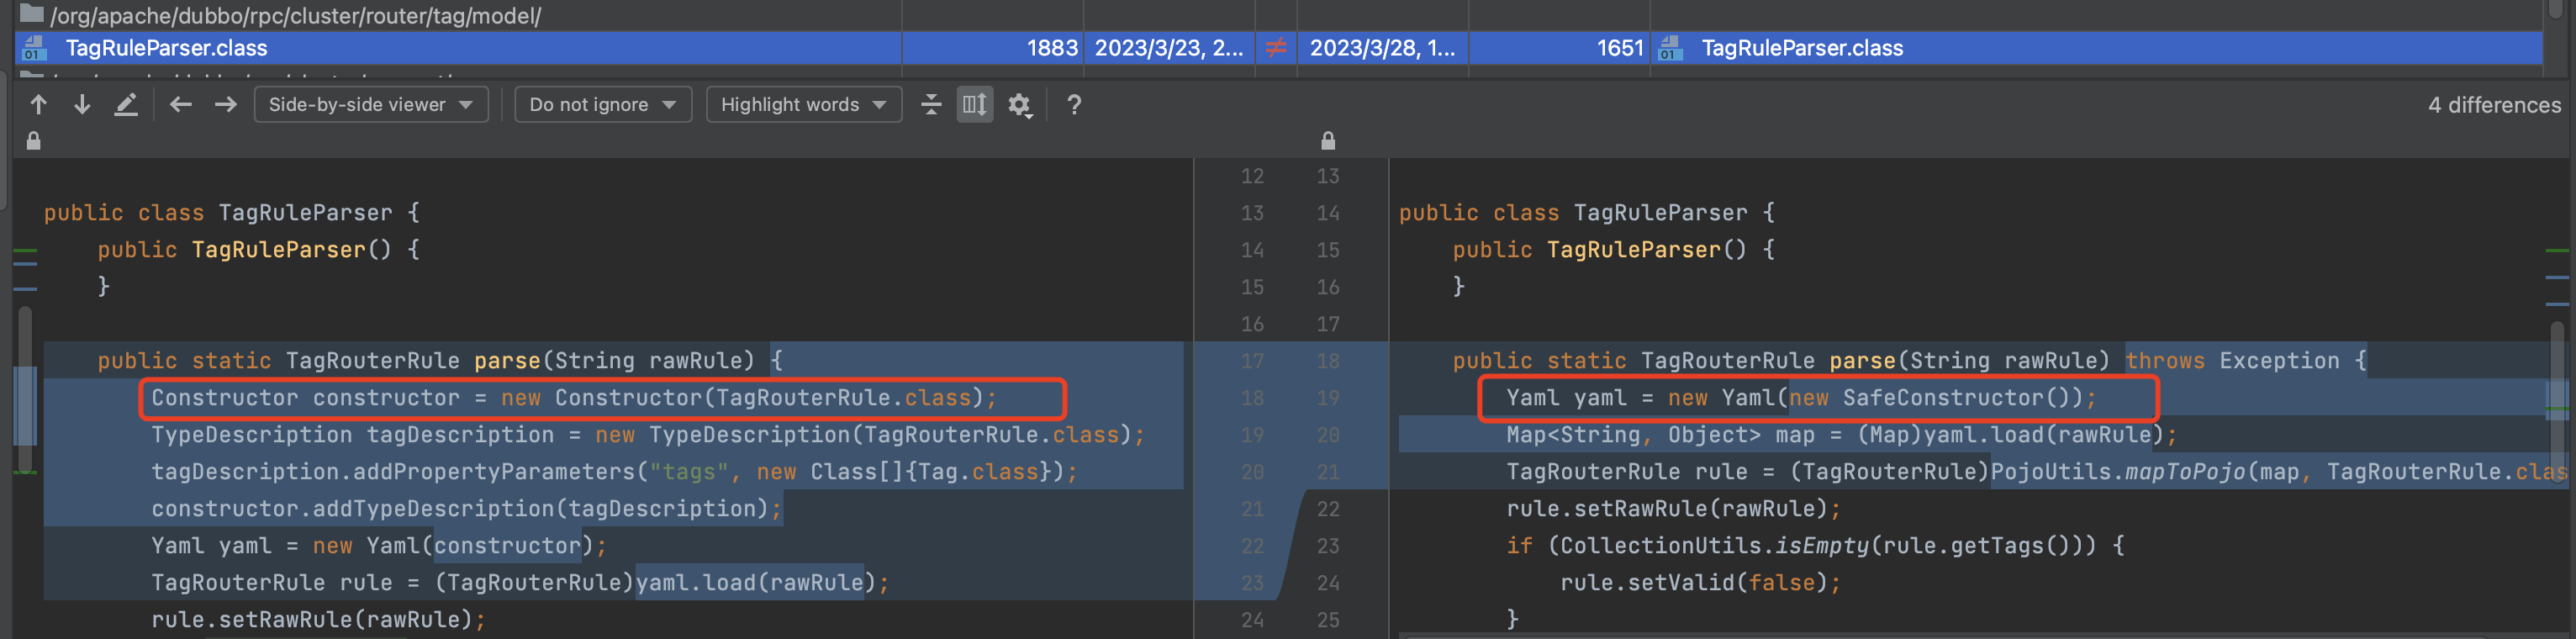 /org/apache/dubbo/rpc/cluster/router/tag/model/
01 TagRuleParser.class 1883 2023/3/23, 2... ≠ 2023/3/28, 1... 1651 01 TagRuleParser.class
Side-by-side viewer Do not ignore Highlight words ? 4 differences
12 13
public class TagRuleParser { 13 14 public class TagRuleParser {
public TagRuleParser() { 14 15 public TagRuleParser() {
} 15 16 }
16 17
public static TagRouterRule parse(String rawRule) { 17 18 public static TagRouterRule parse(String rawRule) throws Exception {
Constructor constructor = new Constructor(TagRouterRule.class); 18 19 Yaml yaml = new Yaml(new SafeConstructor());
TypeDescription tagDescription = new TypeDescription(TagRouterRule.class); 19 20 Map<String, Object> map = (Map)yaml.load(rawRule);
tagDescription.addPropertyParameters("tags", new Class[]{Tag.class}); 20 21 TagRouterRule rule = (TagRouterRule)PojoUtils.mapToPojo(map, TagRouterRule.clas
constructor.addTypeDescription(tagDescription); 21 22 rule.setRawRule(rawRule);
Yaml yaml = new Yaml(constructor); 22 23 if (CollectionUtils.isEmpty(rule.getTags())) {
TagRouterRule rule = (TagRouterRule)yaml.load(rawRule); 23 24 rule.setValid(false);
rule.setRawRule(rawRule); 24 25 }